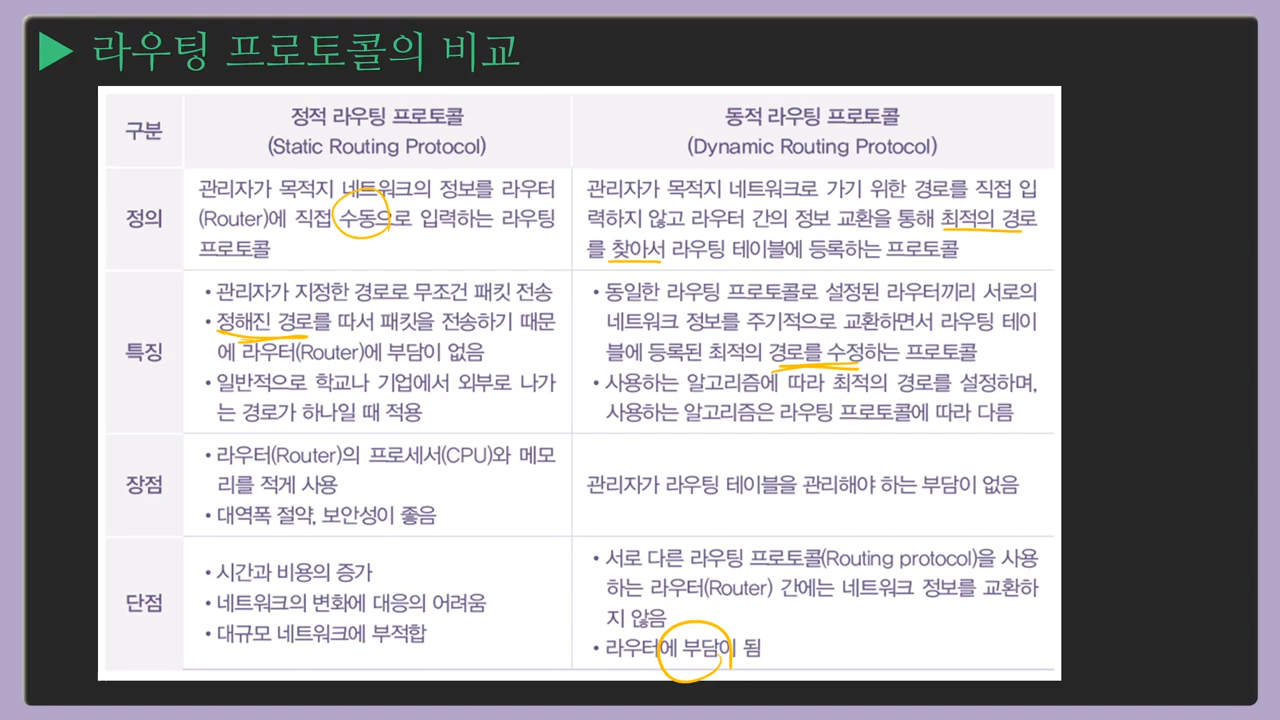 라우팅 프로토콜의 비교
구분
정적 라우팅 프로토콜
(Static Routing Protocol)
동적 라우팅 프로토콜
(Dynamic Routing Protocol)
정의
관리자가 목적지 네트워크의 정보를 라우터
(Router)에 직접 수동으로 입력하는 라우팅
프로토콜
관리자가 목적지 네트워크로 가기 위한 경로를 직접 입
력하지 않고 라우터 간의 정보 교환을 통해 최적의 경로
를 찾아서 라우팅 테이블에 등록하는 프로토콜
특징
• 관리자가 지정한 경로로 무조건 패킷 전송
• 정해진 경로를 따라서 패킷을 전송하기 때문
에 라우터(Router)에 부담이 없음
• 일반적으로 학교나 기업에서 외부로 나가
는 경로가 하나일 때 적용
• 동일한 라우팅 프로토콜로 설정된 라우터끼리 서로의
네트워크 정보를 주기적으로 교환하면서 라우팅 테이
블에 등록된 최적의 경로를 수정하는 프로토콜
• 사용하는 알고리즘에 따라 최적의 경로를 설정하며,
사용하는 알고리즘은 라우팅 프로토콜에 따라 다름
장점
• 라우터(Router)의 프로세서(CPU)와 메모
리를 적게 사용
• 대역폭 절약, 보안성이 좋음
관리자가 라우팅 테이블을 관리해야 하는 부담이 없음
단점
• 시간과 비용의 증가
• 네트워크의 변화에 대응의 어려움
• 대규모 네트워크에 부적합
• 서로 다른 라우팅 프로토콜(Routing protocol)을 사용
하는 라우터(Router) 간에는 네트워크 정보를 교환하
지 않음
• 라우터에 부담이 됨